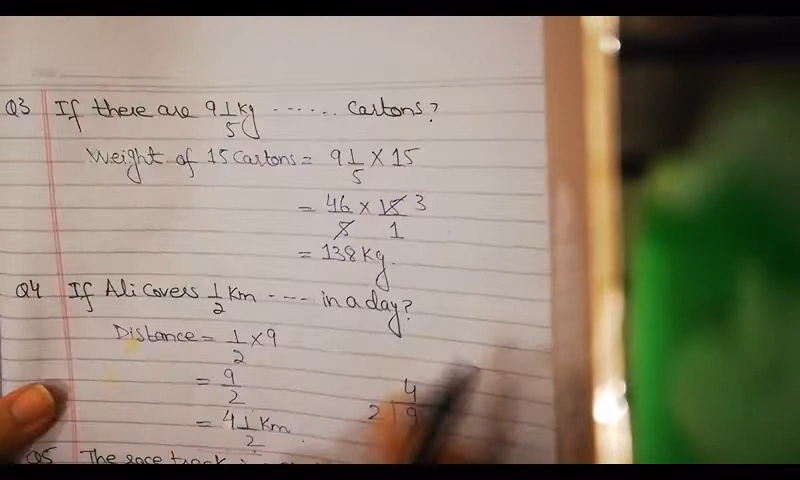 Q3 If there are 9 1/5 kg ...... Cartons?
Weight of 15 Cartons = 9 1/5 × 15
= 46/5 × 15/1 3
= 138 Kg.
Q4 If Ali covers 1/2 Km ---- in a day?
Distance = 1/2 × 9
= 9/2
= 4 1/2 Km.
4
2 | 9
Q5 The race track